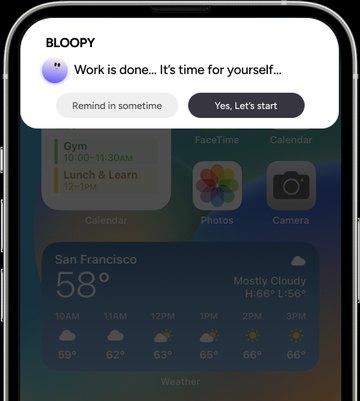 BLOOPY
Work is done... It's time for yourself...
Remind in sometime
Yes, Let's start
FaceTime
Calendar
Gym
10:00–11:30AM
Lunch & Learn
12–1PM
Calendar
Photos
Camera
San Francisco
58°
Mostly Cloudy
H:66° L:56°
10AM 11AM 12PM 1PM 2PM 3PM
59° 62° 63° 65° 66° 66°
Weather